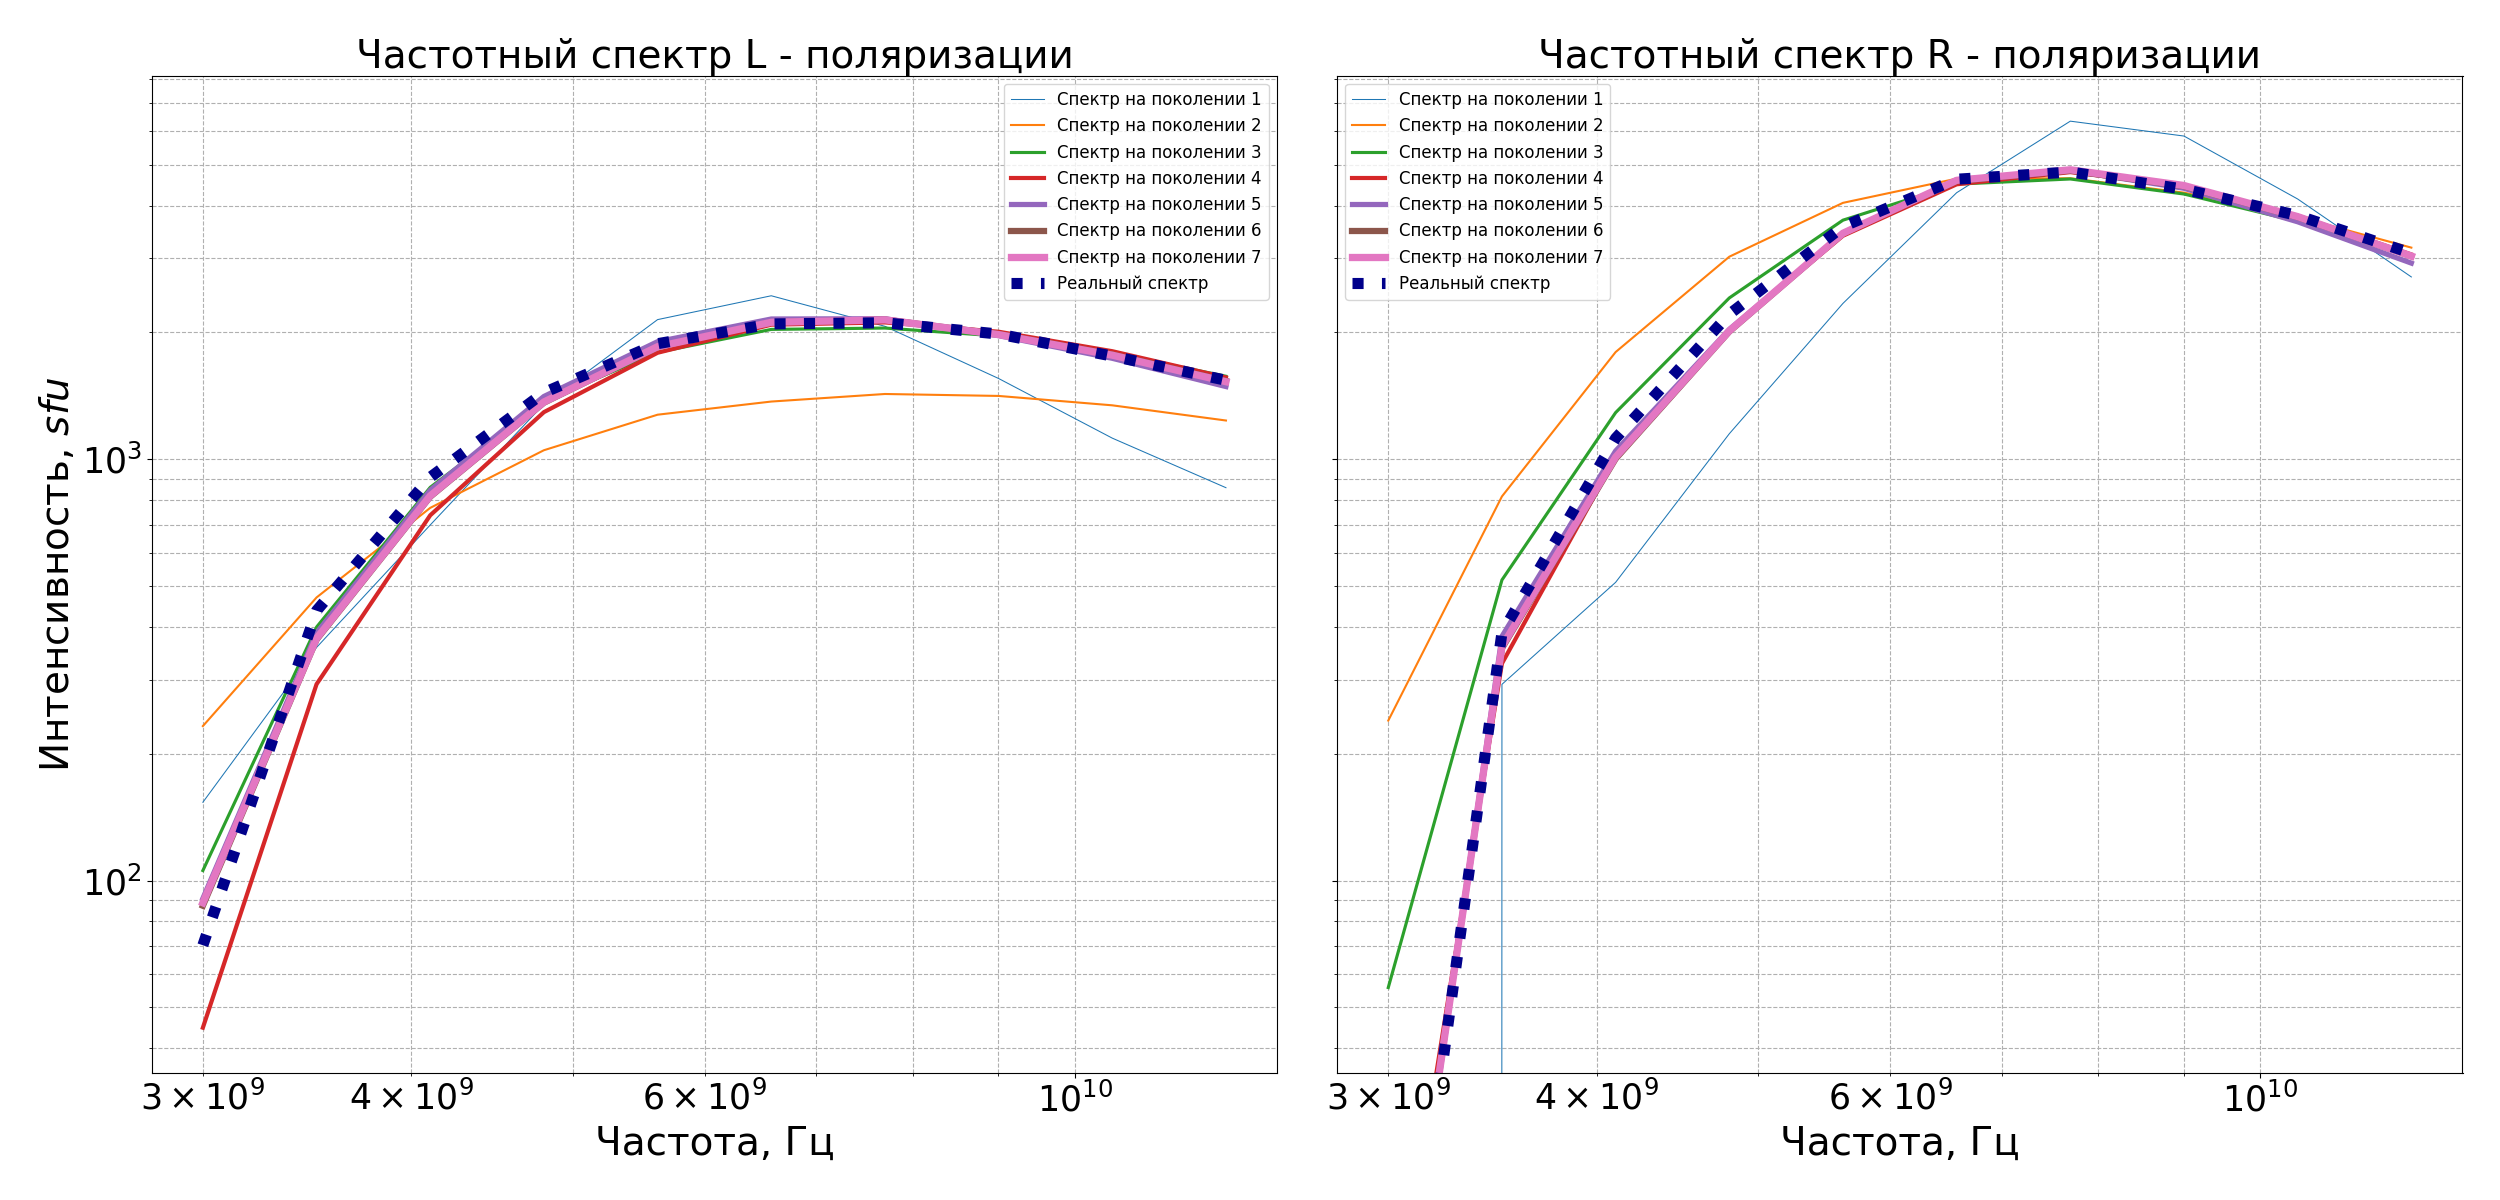 Частотный спектр L - поляризации
Спектр на поколении 1
Спектр на поколении 2
Спектр на поколении 3
Спектр на поколении 4
Спектр на поколении 5
Спектр на поколении 6
Спектр на поколении 7
Реальный спектр
Интенсивность, sfu
10³
10²
3 × 10⁹
4 × 10⁹
6 × 10⁹
10¹⁰
Частота, Гц
Частотный спектр R - поляризации
Спектр на поколении 1
Спектр на поколении 2
Спектр на поколении 3
Спектр на поколении 4
Спектр на поколении 5
Спектр на поколении 6
Спектр на поколении 7
Реальный спектр
3 × 10⁹
4 × 10⁹
6 × 10⁹
10¹⁰
Частота, Гц